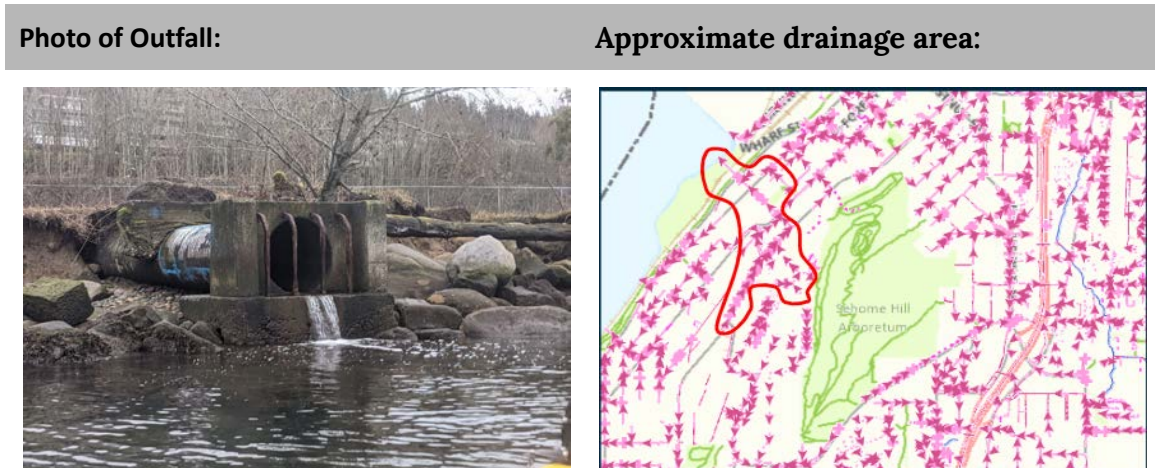 Photo of Outfall:
Approximate drainage area:
WHARF ST
Sehome Hill
Arboretum